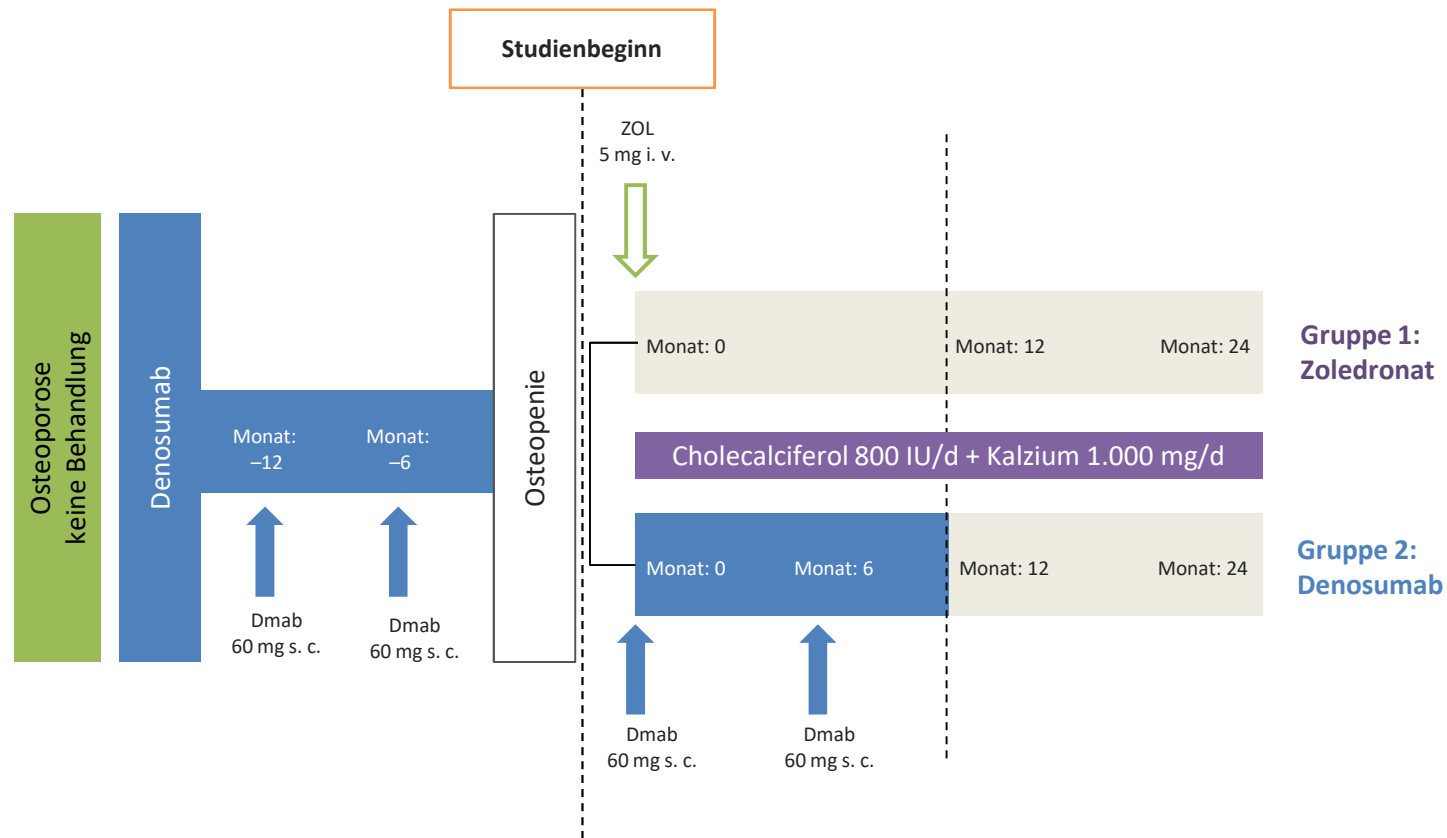 Studienbeginn
ZOL
5 mg i. v.
Osteoporose
keine Behandlung
Denosumab
Monat:
–12
Monat:
–6
Dmab
60 mg s. c.
Dmab
60 mg s. c.
Osteopenie
Monat: 0
Monat: 12
Monat: 24
Gruppe 1:
Zoledronat
Cholecalciferol 800 IU/d + Kalzium 1.000 mg/d
Monat: 0
Monat: 6
Monat: 12
Monat: 24
Gruppe 2:
Denosumab
Dmab
60 mg s. c.
Dmab
60 mg s. c.